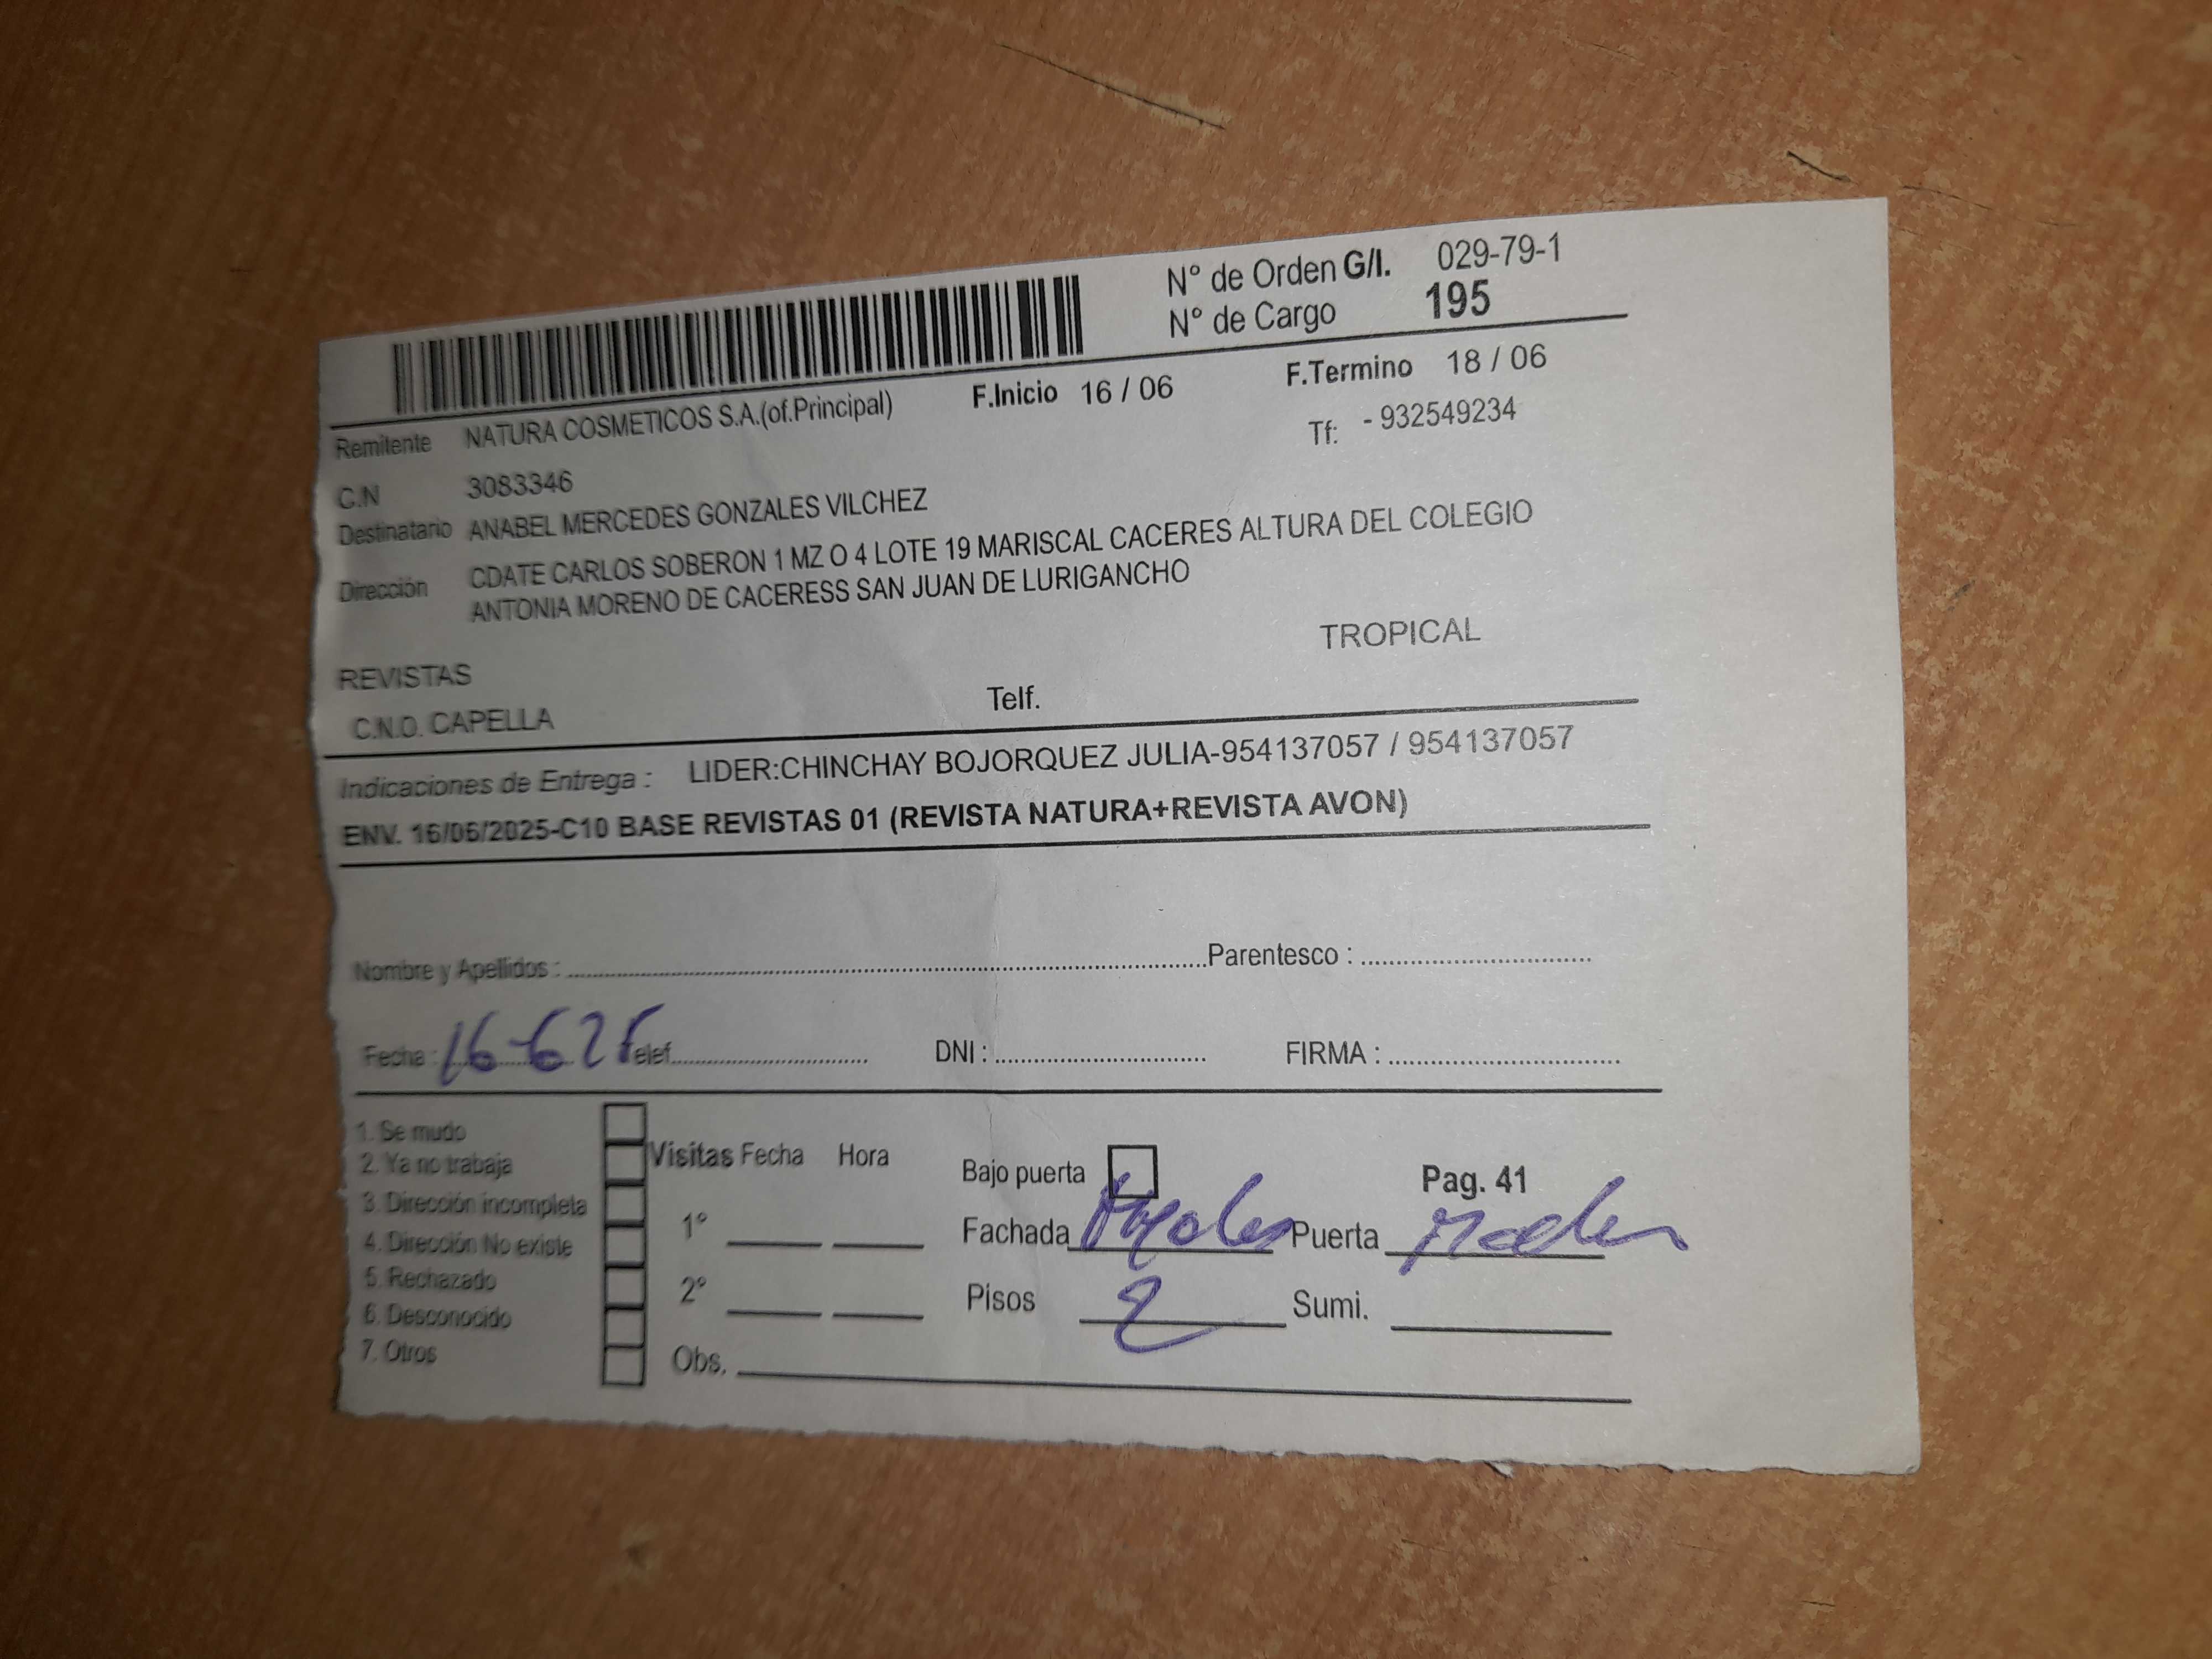 N° de Orden G/I. 029-79-1
N° de Cargo 195
F.Inicio 16 / 06 F.Termino 18 / 06
Remitente NATURA COSMETICOS S.A.(of.Principal) Tf: - 932549234
C.N 3083346
Destinatario ANABEL MERCEDES GONZALES VILCHEZ
Dirección CDATE CARLOS SOBERON 1 MZ O 4 LOTE 19 MARISCAL CACERES ALTURA DEL COLEGIO
ANTONIA MORENO DE CACERESS SAN JUAN DE LURIGANCHO
TROPICAL
REVISTAS
C.N.O. CAPELLA Telf.
Indicaciones de Entrega : LIDER:CHINCHAY BOJORQUEZ JULIA-954137057 / 954137057
ENV. 16/06/2025-C10 BASE REVISTAS 01 (REVISTA NATURA+REVISTA AVON)
Nombre y Apellidos : Parentesco :
Fecha : 16-6 25 Telef. DNI : FIRMA :
1. Se mudo
2. Ya no trabaja
3. Dirección incompleta
4. Dirección No existe
5. Rechazado
6. Desconocido
7. Otros
Visitas Fecha Hora
1°
2°
Obs.
Bajo puerta Pag. 41
Fachada Puerta
Pisos 2 Sumi.